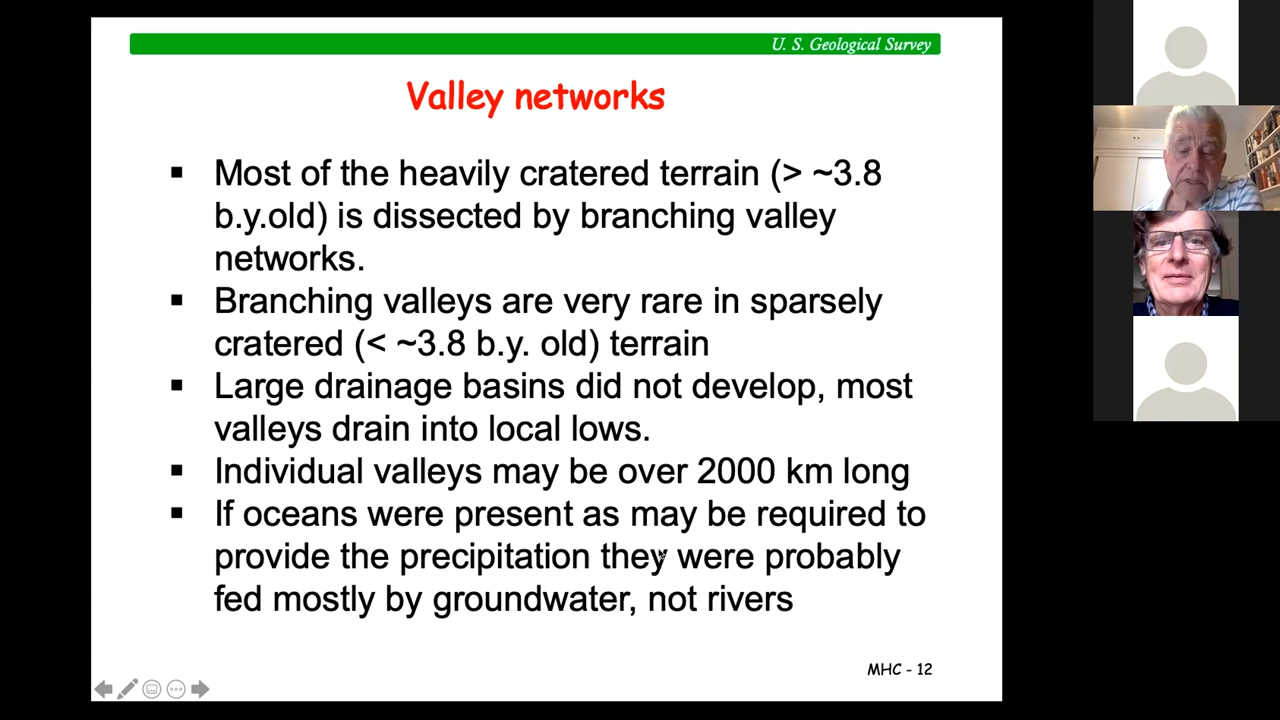 U. S. Geological Survey
Valley networks
▪ Most of the heavily cratered terrain (> ~3.8
b.y.old) is dissected by branching valley
networks.
▪ Branching valleys are very rare in sparsely
cratered (< ~3.8 b.y. old) terrain
▪ Large drainage basins did not develop, most
valleys drain into local lows.
▪ Individual valleys may be over 2000 km long
▪ If oceans were present as may be required to
provide the precipitation they were probably
fed mostly by groundwater, not rivers
MHC - 12